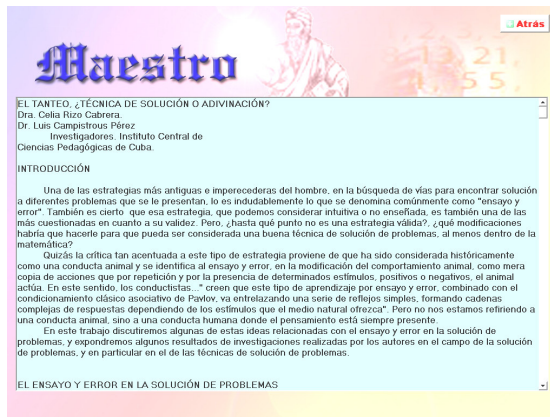 Atrás
Maestro
EL TANTEO, ¿TÉCNICA DE SOLUCIÓN O ADIVINACIÓN?
Dra. Celia Rizo Cabrera.
Dr. Luis Campistrous Pérez
Investigadores. Instituto Central de
Ciencias Pedagógicas de Cuba.
INTRODUCCIÓN
Una de las estrategias más antiguas e imperecederas del hombre, en la búsqueda de vías para encontrar solución
a diferentes problemas que se le presentan, lo es indudablemente lo que se denomina comúnmente como "ensayo y
error". También es cierto que esa estrategia, que podemos considerar intuitiva o no enseñada, es también una de las
más cuestionadas en cuanto a su validez. Pero, ¿hasta qué punto no es una estrategia válida?, ¿qué modificaciones
habría que hacerle para que pueda ser considerada una buena técnica de solución de problemas, al menos dentro de la
matemática?
Quizás la crítica tan acentuada a este tipo de estrategia proviene de que ha sido considerada históricamente
como una conducta animal y se identifica al ensayo y error, en la modificación del comportamiento animal, como mera
copia de acciones que por repetición y por la presencia de determinados estímulos, positivos o negativos, el animal
actúa. En este sentido, los conductistas..." creen que este tipo de aprendizaje por ensayo y error, combinado con el
condicionamiento clásico asociativo de Pavlov, va entrelazando una serie de reflejos simples, formando cadenas
complejas de respuestas dependiendo de los estímulos que el medio natural ofrezca". Pero no nos estamos refiriendo a
una conducta animal, sino a una conducta humana donde el pensamiento está siempre presente.
En este trabajo discutiremos algunas de estas ideas relacionadas con el ensayo y error en la solución de
problemas, y expondremos algunos resultados de investigaciones realizadas por los autores en el campo de la solución
de problemas, y en particular en el de las técnicas de solución de problemas.
EL ENSAYO Y ERROR EN LA SOLUCIÓN DE PROBLEMAS